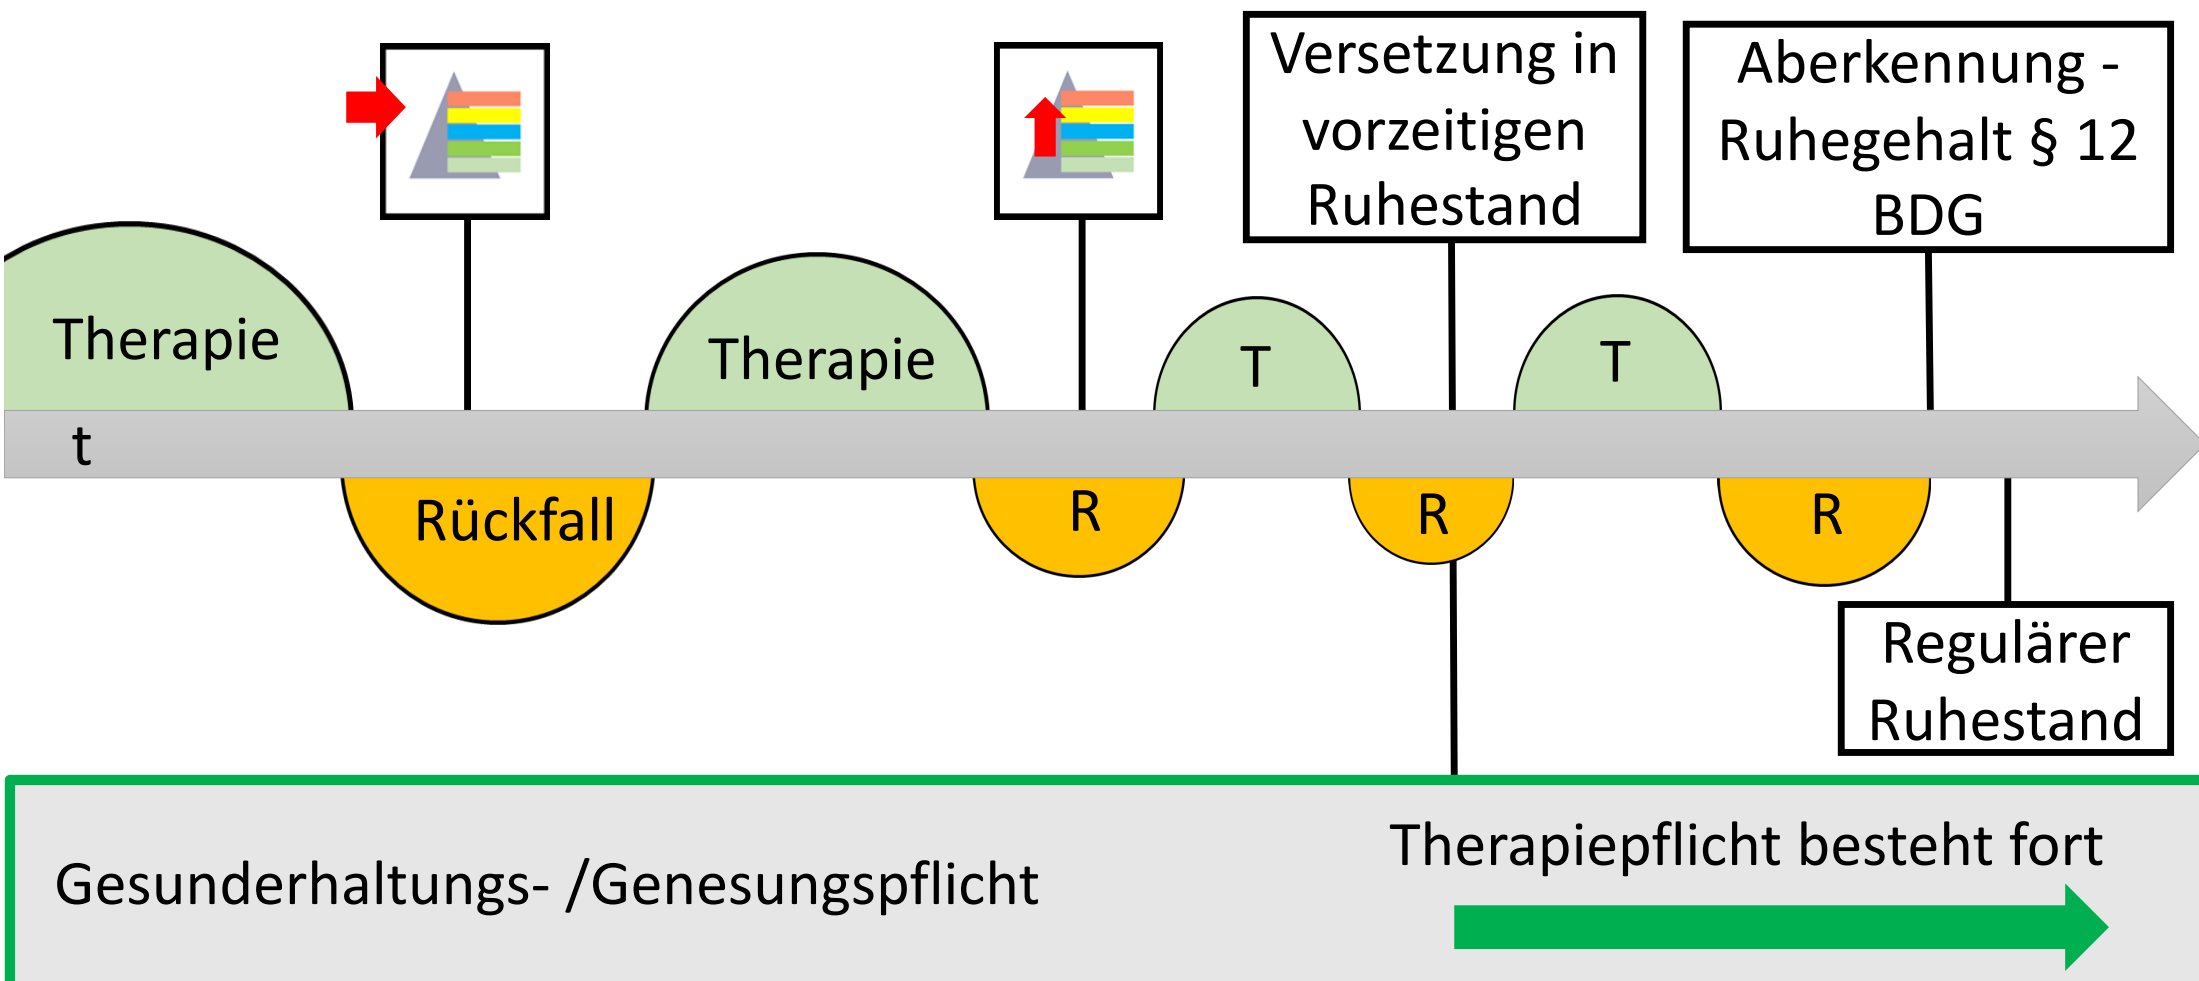 Versetzung in
vorzeitigen
Ruhestand
Aberkennung -
Ruhegehalt § 12
BDG
Therapie
Therapie
T
T
t
Rückfall
R
R
R
Regulärer
Ruhestand
Gesunderhaltungs- /Genesungspflicht
Therapiepflicht besteht fort